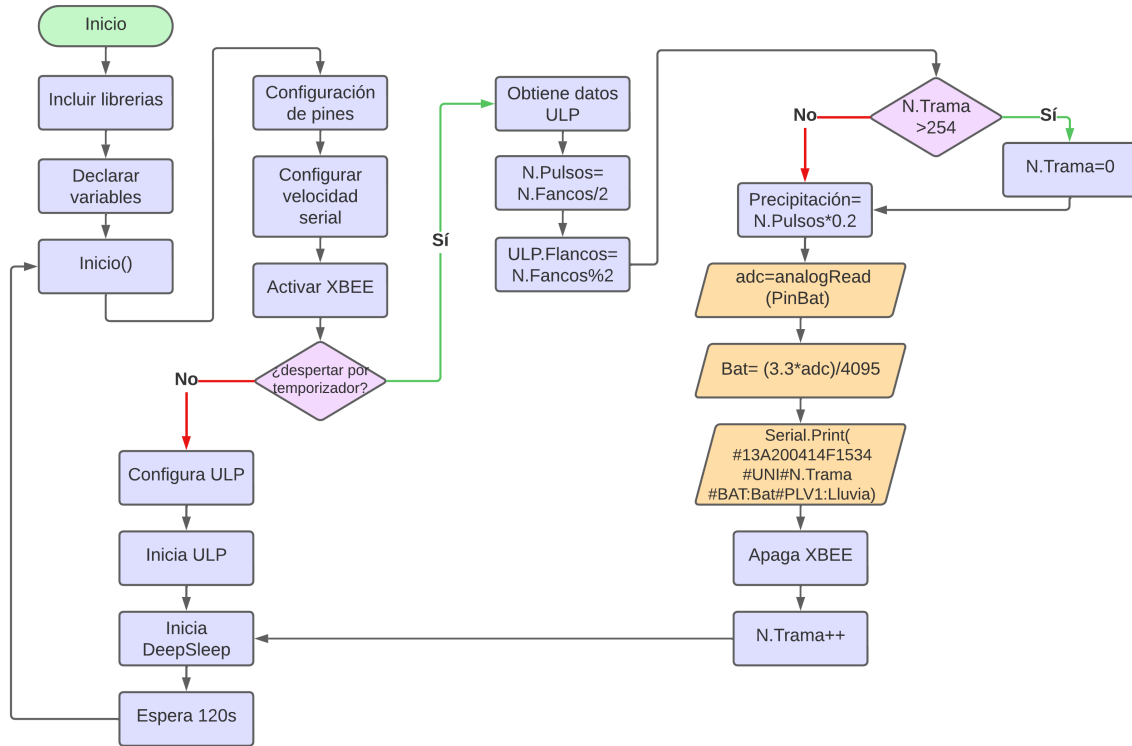 Inicio
Incluir librerias
Declarar
variables
Inicio()
Configuración
de pines
Configurar
velocidad
serial
Activar XBEE
¿despertar por
temporizador?
No
Sí
Configura ULP
Inicia ULP
Inicia
DeepSleep
Espera 120s
Obtiene datos
ULP
N.Pulsos=
N.Fancos/2
ULP.Flancos=
N.Fancos%2
N.Trama
>254
No
Sí
N.Trama=0
Precipitación=
N.Pulsos*0.2
adc=analogRead
(PinBat)
Bat= (3.3*adc)/4095
Serial.Print(
#13A200414F1534
#UNI#N.Trama
#BAT:Bat#PLV1:Lluvia)
Apaga XBEE
N.Trama++